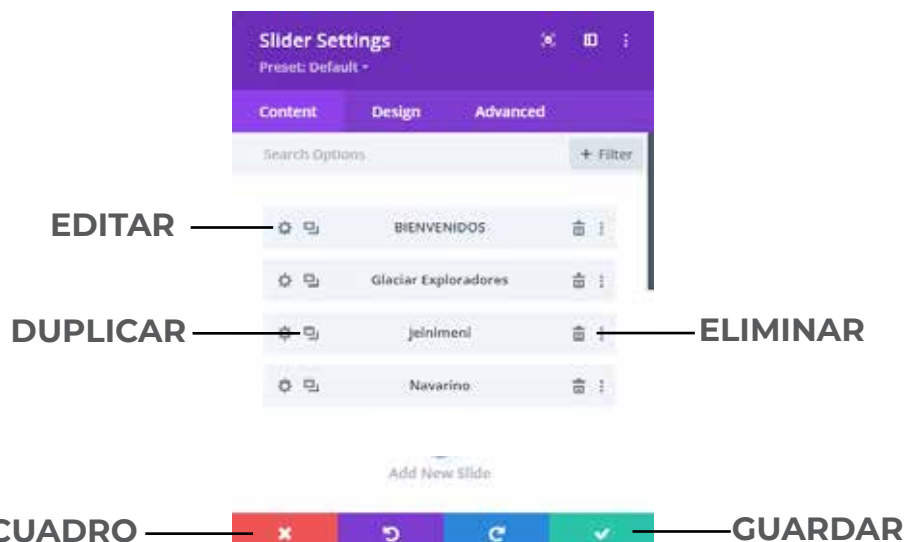 Slider Settings
Preset: Default
Content Design Advanced
Search Options + Filter
EDITAR BIENVENIDOS
Glaciar Exploradores
DUPLICAR Jeinimeni ELIMINAR
Navarino
Add New Slide
CUADRO GUARDAR